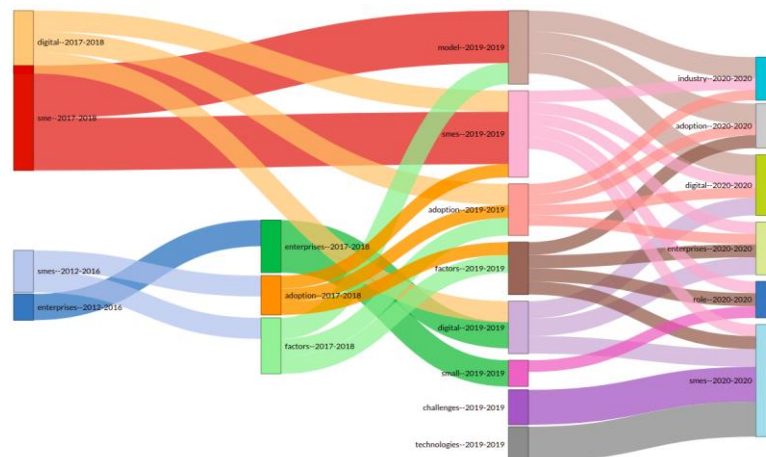 digital--2017-2018
sme--2017-2018
smes--2012-2016
enterprises--2012-2016
enterprises--2017-2018
adoption--2017-2018
factors--2017-2018
model--2019-2019
smes--2019-2019
adoption--2019-2019
factors--2019-2019
digital--2019-2019
small--2019-2019
challenges--2019-2019
technologies--2019-2019
industry--2020-2020
adoption--2020-2020
digital--2020-2020
enterprises--2020-2020
role--2020-2020
smes--2020-2020